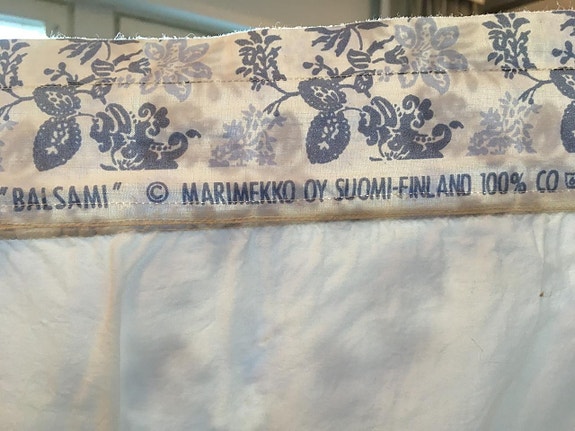 "BALSAMI" © MARIMEKKO OY SUOMI-FINLAND 100% CO